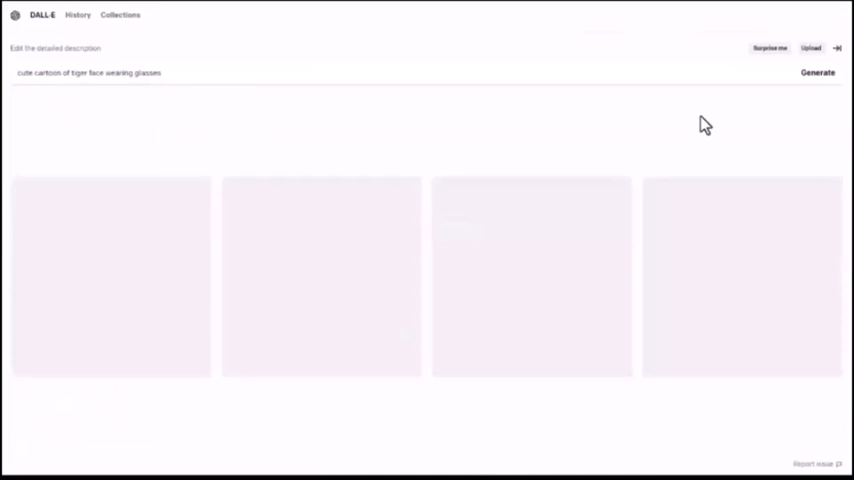 DALL·E History Collections
Edit the detailed description Surprise me Upload
cute cartoon of tiger face wearing glasses Generate
Report issue